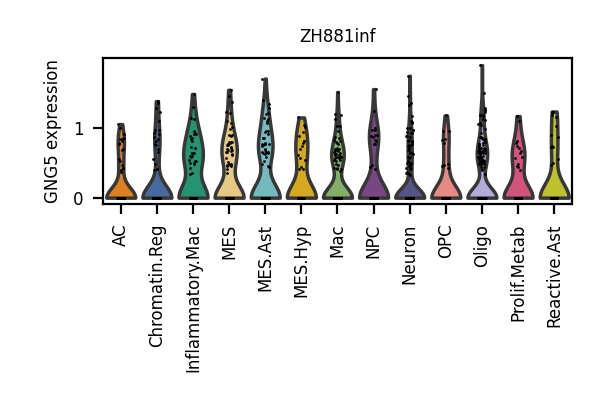 ZH881inf
GNG5 expression
1
0
AC
Chromatin.Reg
Inflammatory.Mac
MES
MES.Ast
MES.Hyp
Mac
NPC
Neuron
OPC
Oligo
Prolif.Metab
Reactive.Ast